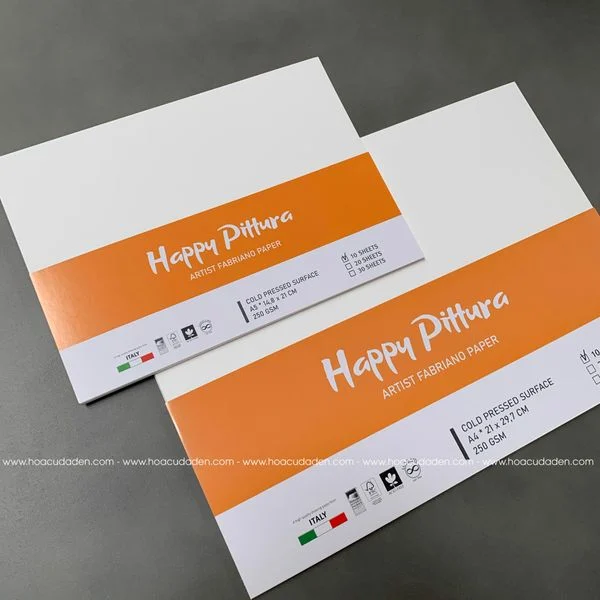 Happy Pittura
ARTIST FABRIANO PAPER
10 SHEETS
20 SHEETS
30 SHEETS
COLD PRESSED SURFACE
A5 * 14,8 x 21 CM
250 GSM
ITALY
Happy Pittura
ARTIST FABRIANO PAPER
10
COLD PRESSED SURFACE
A4 * 21 x 29,7 CM
250 GSM
ITALY
www.hoacudaden.com - www.hoacudaden.com - www.hoacudaden.com - www.hoacudaden.com - www.hoacudaden.com